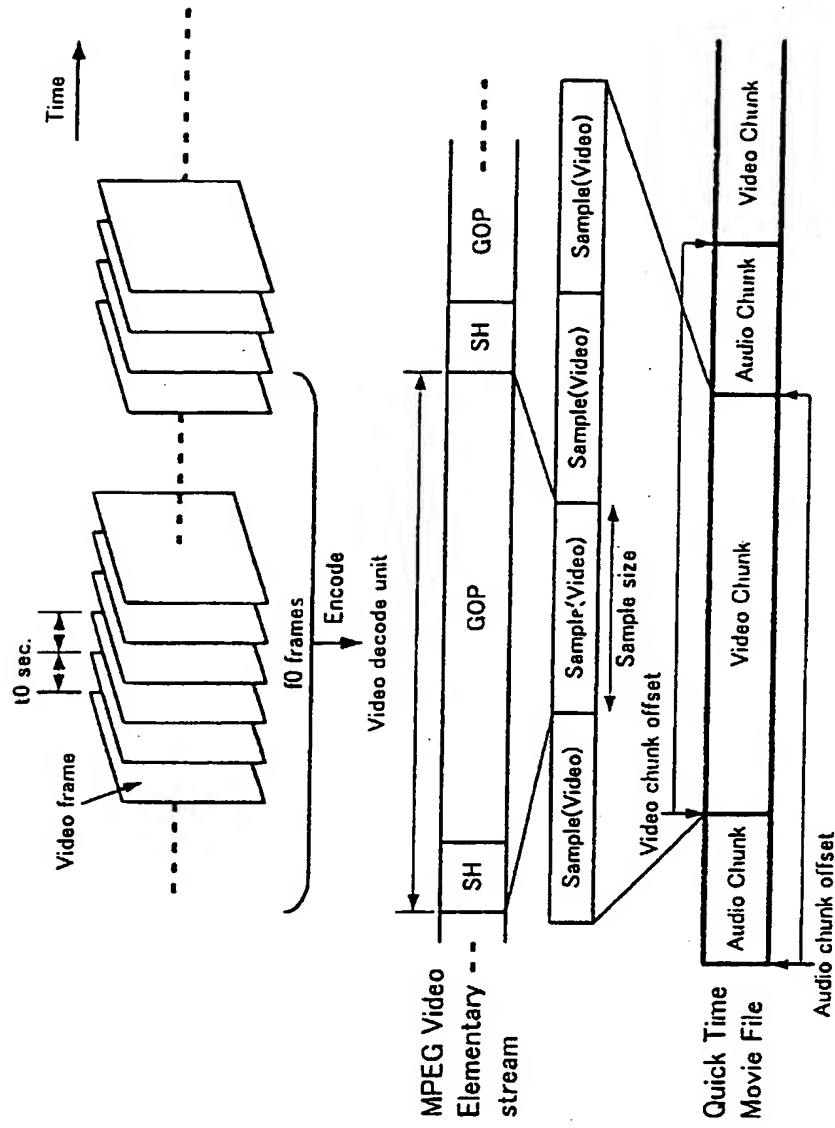 Time
t0 sec.
Video frame
f0 frames
Encode
Video decode unit
MPEG Video
Elementary
stream
SH
GOP
SH
GOP
Sample(Video)
Sample(Video)
Sample(Video)
Sample(Video)
Sample size
Video chunk offset
Quick Time
Movie File
Audio Chunk
Video Chunk
Audio Chunk
Video Chunk
Audio chunk offset